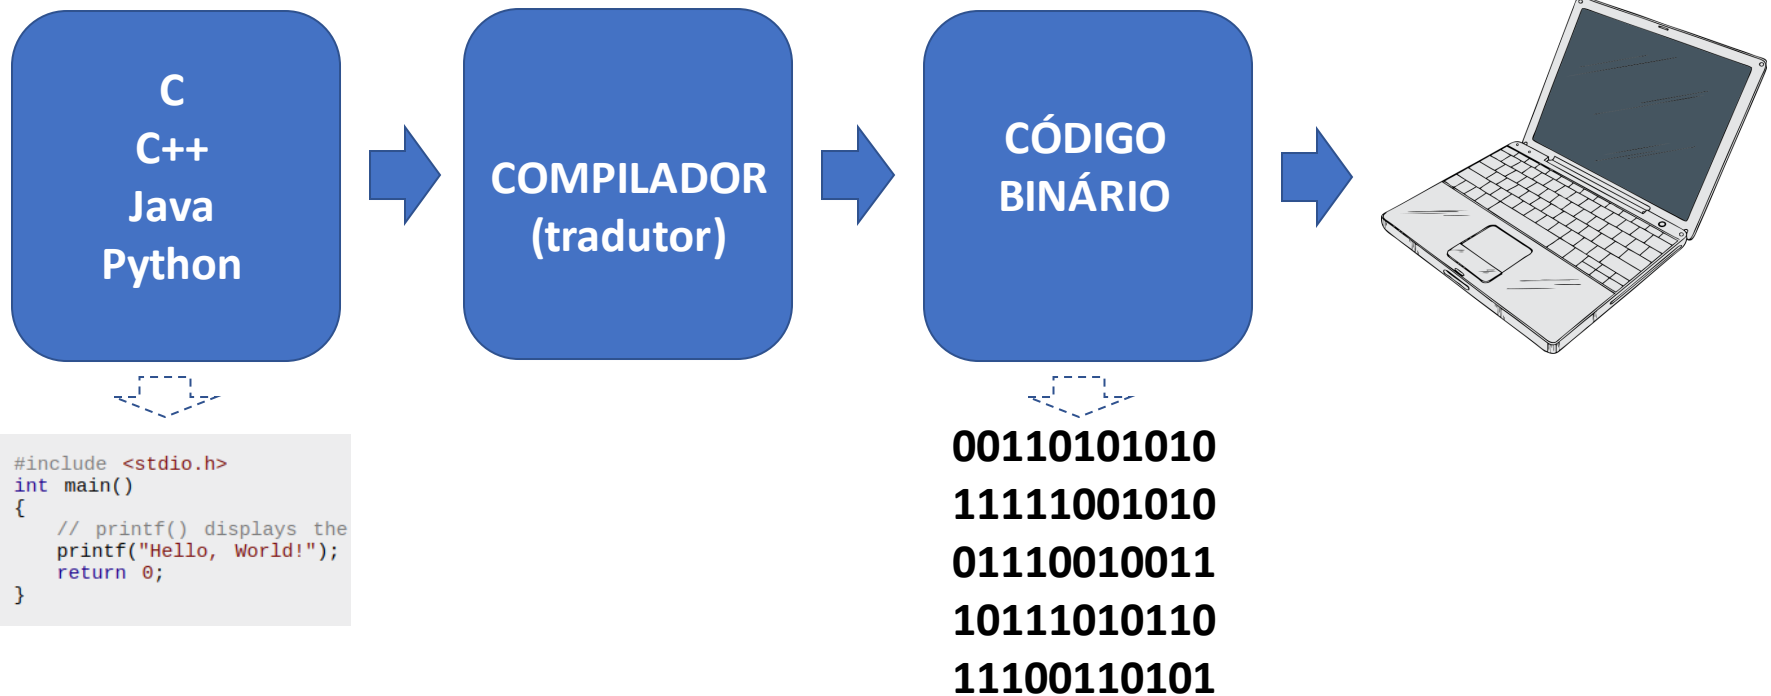 C
C++
Java
Python
COMPILADOR
(tradutor)
CÓDIGO
BINÁRIO
#include <stdio.h>
int main()
{
// printf() displays the
printf("Hello, World!");
return 0;
}
00110101010
11111001010
01110010011
10111010110
11100110101